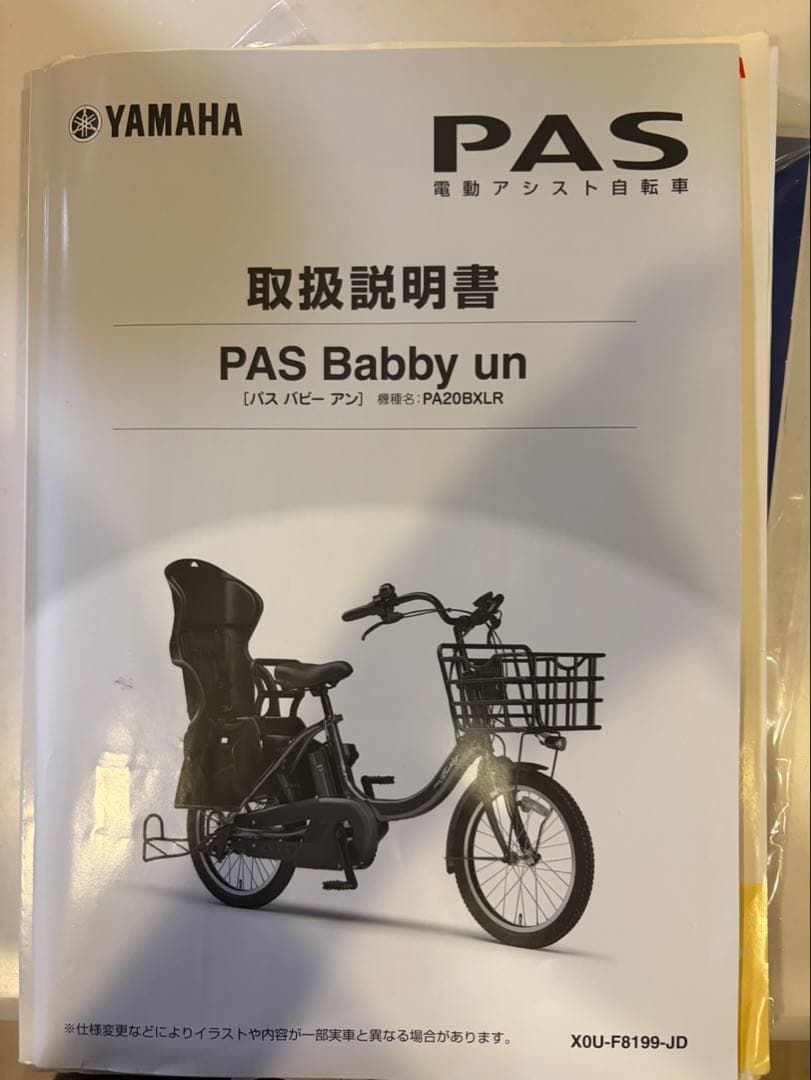 YAMAHA
PAS
電動アシスト自転車
取扱説明書
PAS Babby un
[パス バビー アン] 機種名:PA20BXLR
※仕様変更などによりイラストや内容が一部実車と異なる場合があります。
X0U-F8199-JD